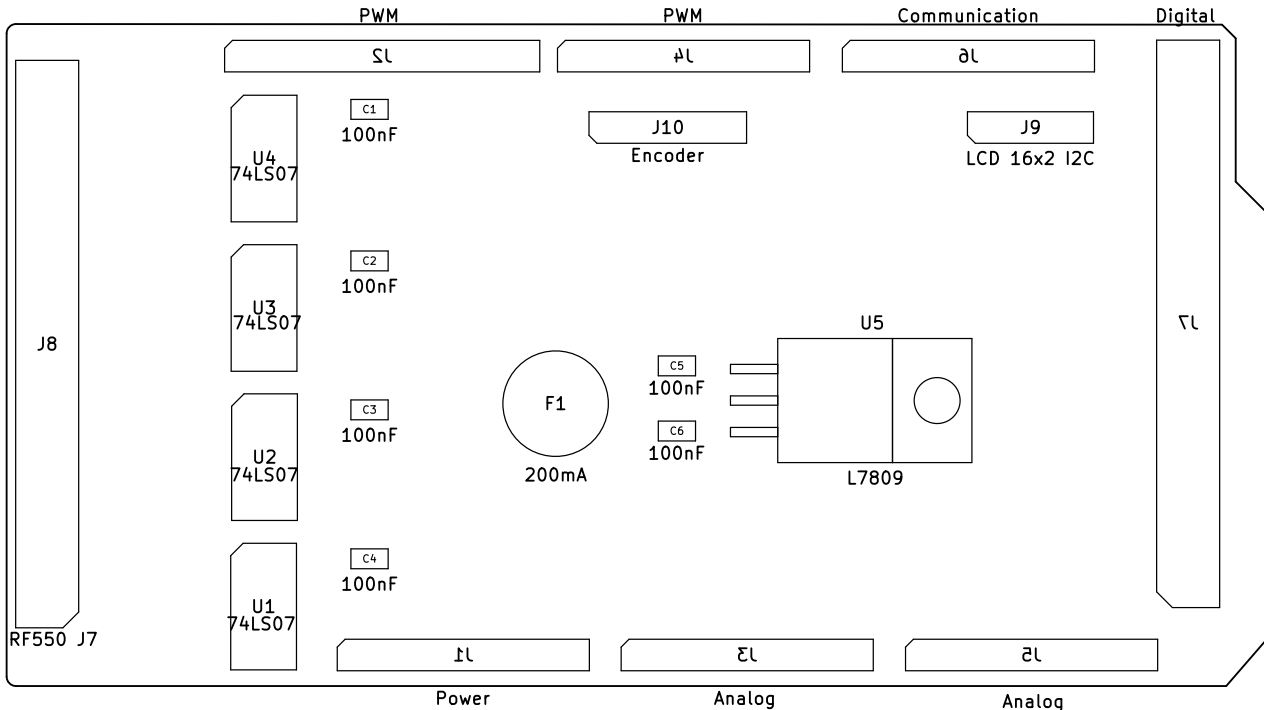 PWM
PWM
Communication
Digital
J2
J4
J6
C1
100nF
J10
Encoder
J9
LCD 16x2 I2C
U4
74LS07
C2
100nF
U3
74LS07
U5
J7
J8
C5
100nF
F1
C3
100nF
C6
100nF
U2
74LS07
200mA
L7809
C4
100nF
U1
74LS07
RF550 J7
J1
J3
J5
Power
Analog
Analog